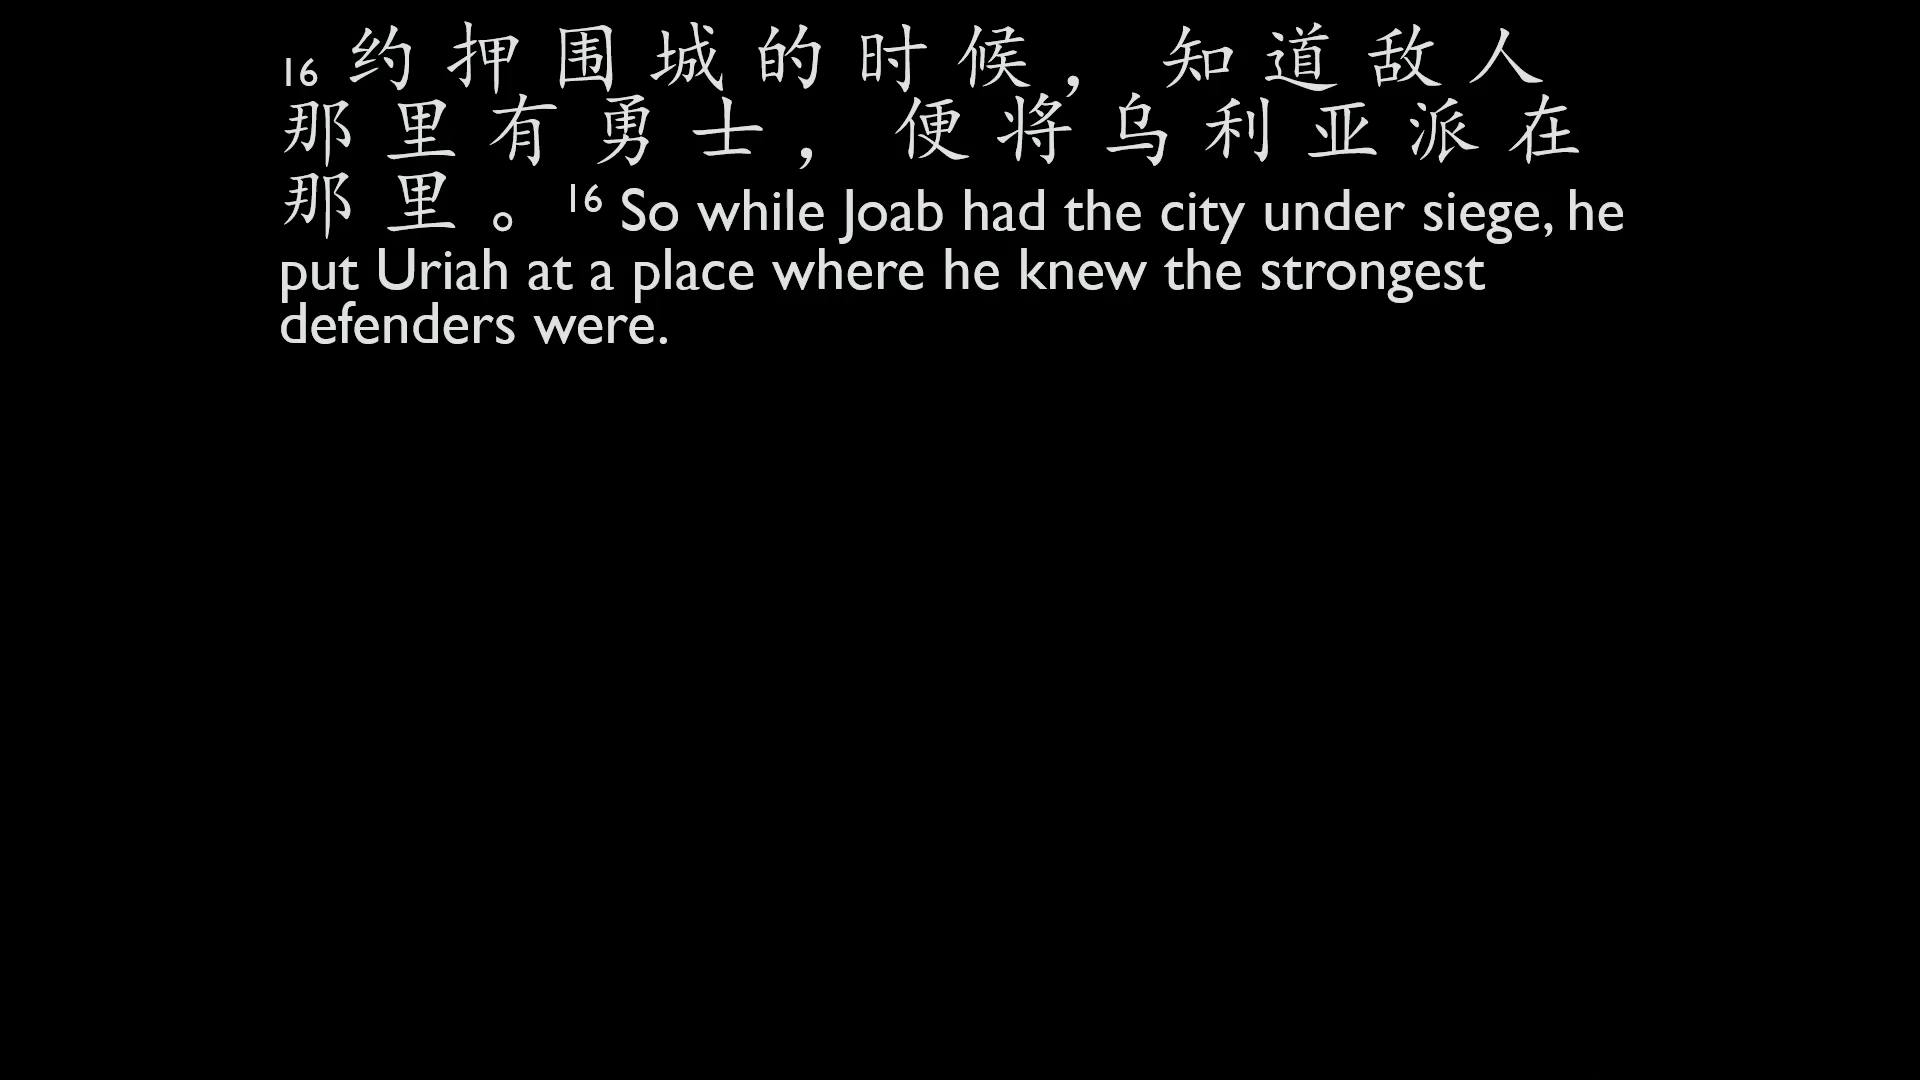 16 约 押 围 城 的 时 候 ， 知 道 敌 人
那 里 有 勇 士 ， 便 将 乌 利 亚 派 在
那 里 。 16 So while Joab had the city under siege, he
put Uriah at a place where he knew the strongest
defenders were.